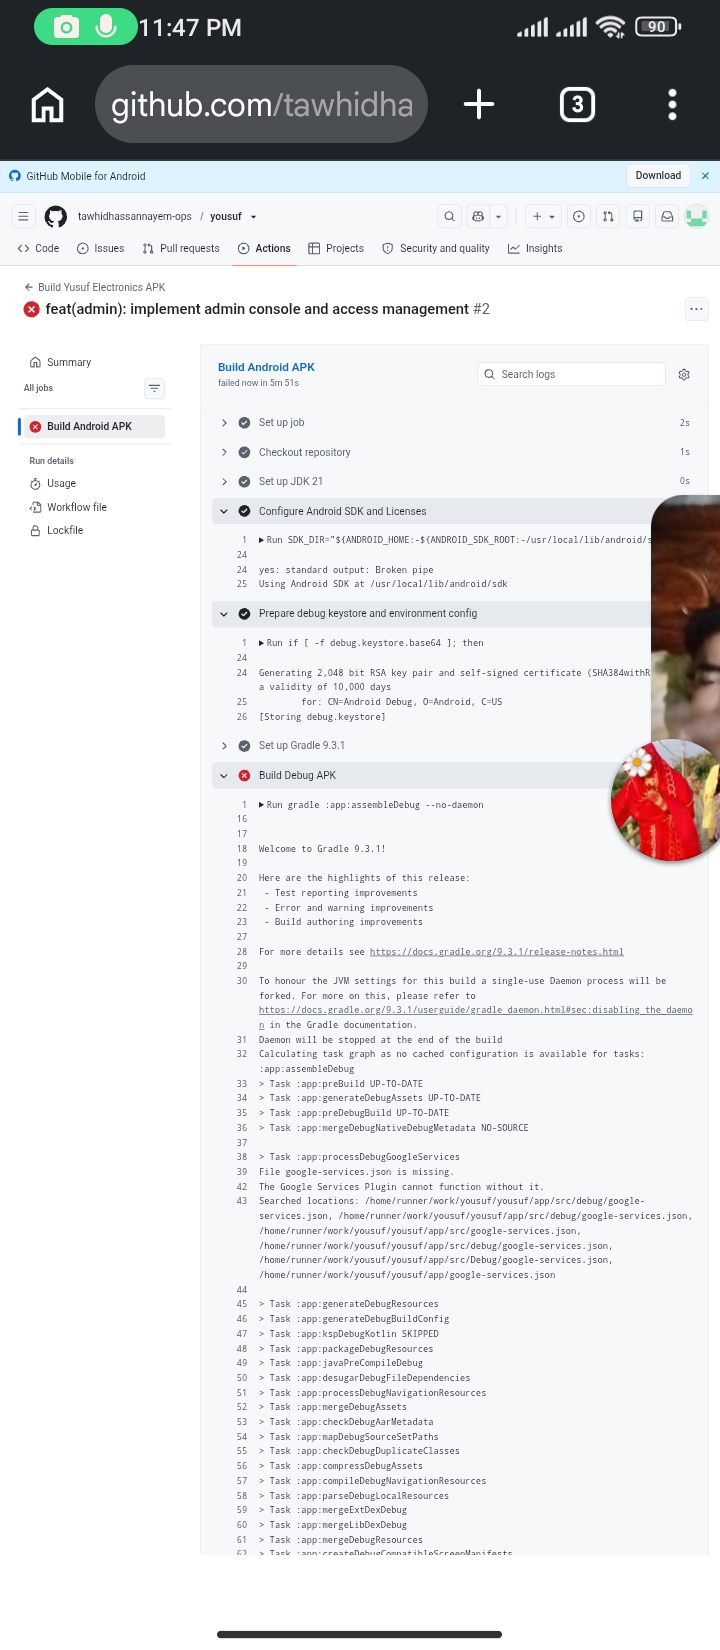 11:47 PM
90
github.com/tawhidha
3
GitHub Mobile for Android
Download
tawhidhassannayem-ops / yousuf
Code
Issues
Pull requests
Actions
Projects
Security and quality
Insights
Build Yusuf Electronics APK
feat(admin): implement admin console and access management #2
Summary
All jobs
Build Android APK
Run details
Usage
Workflow file
Lockfile
Build Android APK
failed now in 5m 51s
Search logs
Set up job 2s
Checkout repository 1s
Set up JDK 21 0s
Configure Android SDK and Licenses
1 Run SDK_DIR="${ANDROID_HOME:-${ANDROID_SDK_ROOT:-/usr/local/lib/android/s
24
24 yes: standard output: Broken pipe
25 Using Android SDK at /usr/local/lib/android/sdk
Prepare debug keystore and environment config
1 Run if [ -f debug.keystore.base64 ]; then
24
24 Generating 2,048 bit RSA key pair and self-signed certificate (SHA384withR
a validity of 10,000 days
25 for: CN=Android Debug, O=Android, C=US
26 [Storing debug.keystore]
Set up Gradle 9.3.1
Build Debug APK
1 Run gradle :app:assembleDebug --no-daemon
16
17
18 Welcome to Gradle 9.3.1!
19
20 Here are the highlights of this release:
21 - Test reporting improvements
22 - Error and warning improvements
23 - Build authoring improvements
27
28 For more details see https://docs.gradle.org/9.3.1/release-notes.html
29
30 To honour the JVM settings for this build a single-use Daemon process will be
forked. For more on this, please refer to
https://docs.gradle.org/9.3.1/userguide/gradle_daemon.html#sec:disabling_the_daemo
n in the Gradle documentation.
31 Daemon will be stopped at the end of the build
32 Calculating task graph as no cached configuration is available for tasks:
:app:assembleDebug
33 > Task :app:preBuild UP-TO-DATE
34 > Task :app:generateDebugAssets UP-TO-DATE
35 > Task :app:preDebugBuild UP-TO-DATE
36 > Task :app:mergeDebugNativeDebugMetadata NO-SOURCE
37
38 > Task :app:processDebugGoogleServices
39 File google-services.json is missing.
42 The Google Services Plugin cannot function without it.
43 Searched locations: /home/runner/work/yousuf/yousuf/app/src/debug/google-
services.json, /home/runner/work/yousuf/yousuf/app/src/debug/google-services.json,
/home/runner/work/yousuf/yousuf/app/src/google-services.json,
/home/runner/work/yousuf/yousuf/app/src/debug/google-services.json,
/home/runner/work/yousuf/yousuf/app/src/Debug/google-services.json,
/home/runner/work/yousuf/yousuf/app/google-services.json
44
45 > Task :app:generateDebugResources
46 > Task :app:generateDebugBuildConfig
47 > Task :app:kspDebugKotlin SKIPPED
48 > Task :app:packageDebugResources
49 > Task :app:javaPreCompileDebug
50 > Task :app:desugarDebugFileDependencies
51 > Task :app:processDebugNavigationResources
52 > Task :app:mergeDebugAssets
53 > Task :app:checkDebugAarMetadata
54 > Task :app:mapDebugSourceSetPaths
55 > Task :app:checkDebugDuplicateClasses
56 > Task :app:compressDebugAssets
57 > Task :app:compileDebugNavigationResources
58 > Task :app:parseDebugLocalResources
59 > Task :app:mergeExtDexDebug
60 > Task :app:mergeLibDexDebug
61 > Task :app:mergeDebugResources
62 > Task :app:createDebugCompatibleScreenManifests